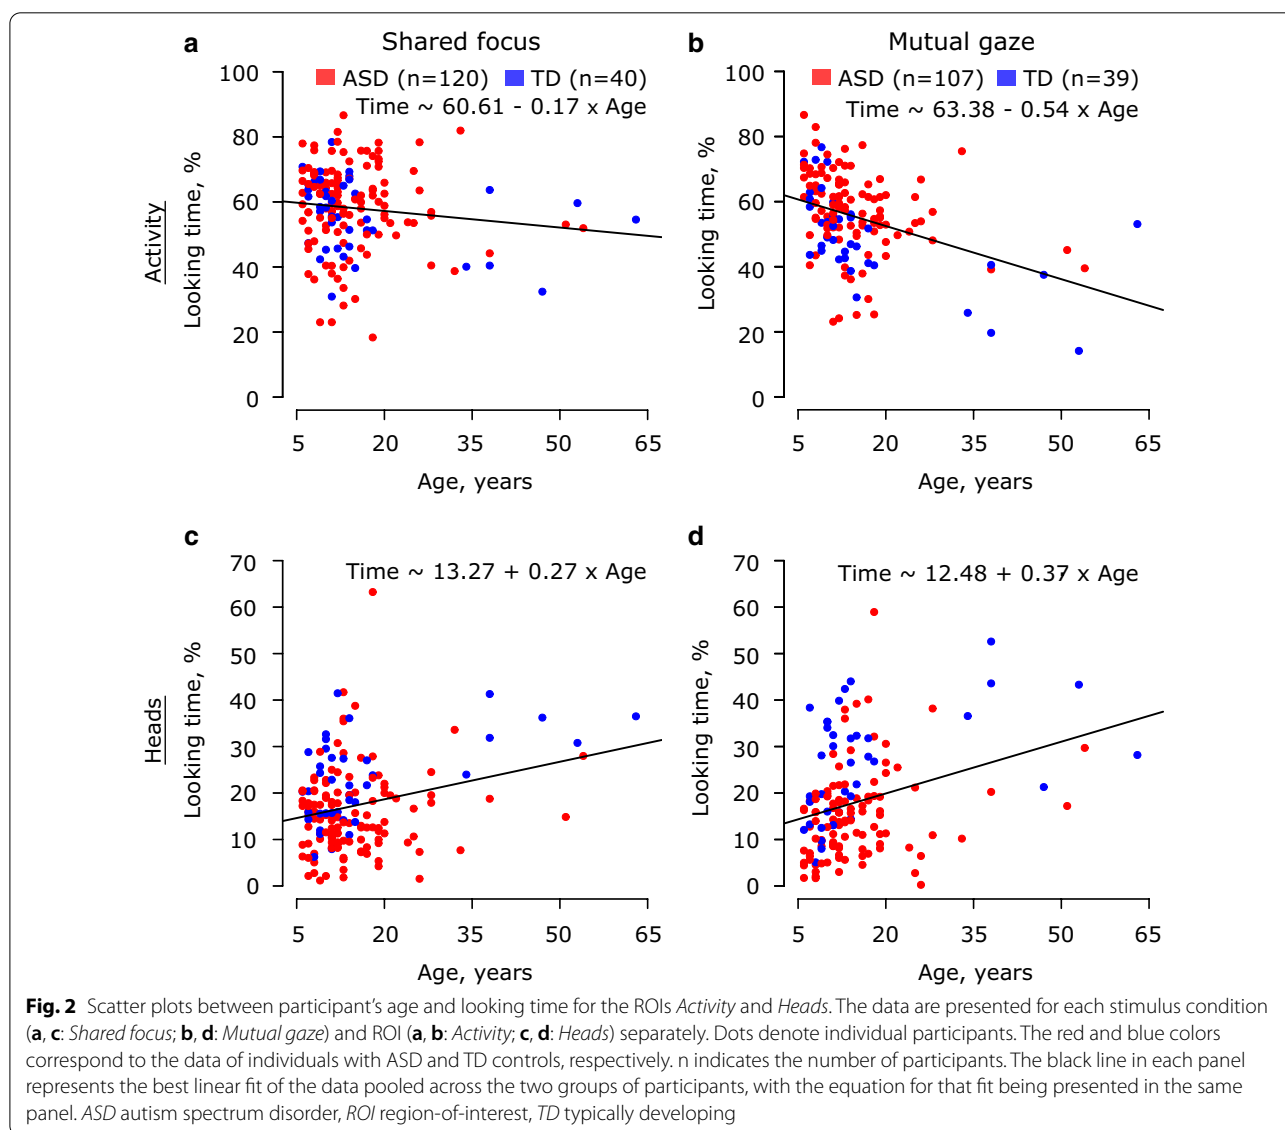 a Shared focus
ASD (n=120) TD (n=40)
Time ~ 60.61 - 0.17 x Age
100
80
60
40
20
0
Looking time, %
Activity
5 20 35 50 65
Age, years
b Mutual gaze
ASD (n=107) TD (n=39)
Time ~ 63.38 - 0.54 x Age
100
80
60
40
20
0
Looking time, %
5 20 35 50 65
Age, years
c
Time ~ 13.27 + 0.27 x Age
70
60
50
40
30
20
10
0
Looking time, %
Heads
5 20 35 50 65
Age, years
d
Time ~ 12.48 + 0.37 x Age
70
60
50
40
30
20
10
0
Looking time, %
5 20 35 50 65
Age, years
Fig. 2 Scatter plots between participant's age and looking time for the ROIs Activity and Heads. The data are presented for each stimulus condition
(a, c: Shared focus; b, d: Mutual gaze) and ROI (a, b: Activity; c, d: Heads) separately. Dots denote individual participants. The red and blue colors
correspond to the data of individuals with ASD and TD controls, respectively. n indicates the number of participants. The black line in each panel
represents the best linear fit of the data pooled across the two groups of participants, with the equation for that fit being presented in the same
panel. ASD autism spectrum disorder, ROI region-of-interest, TD typically developing